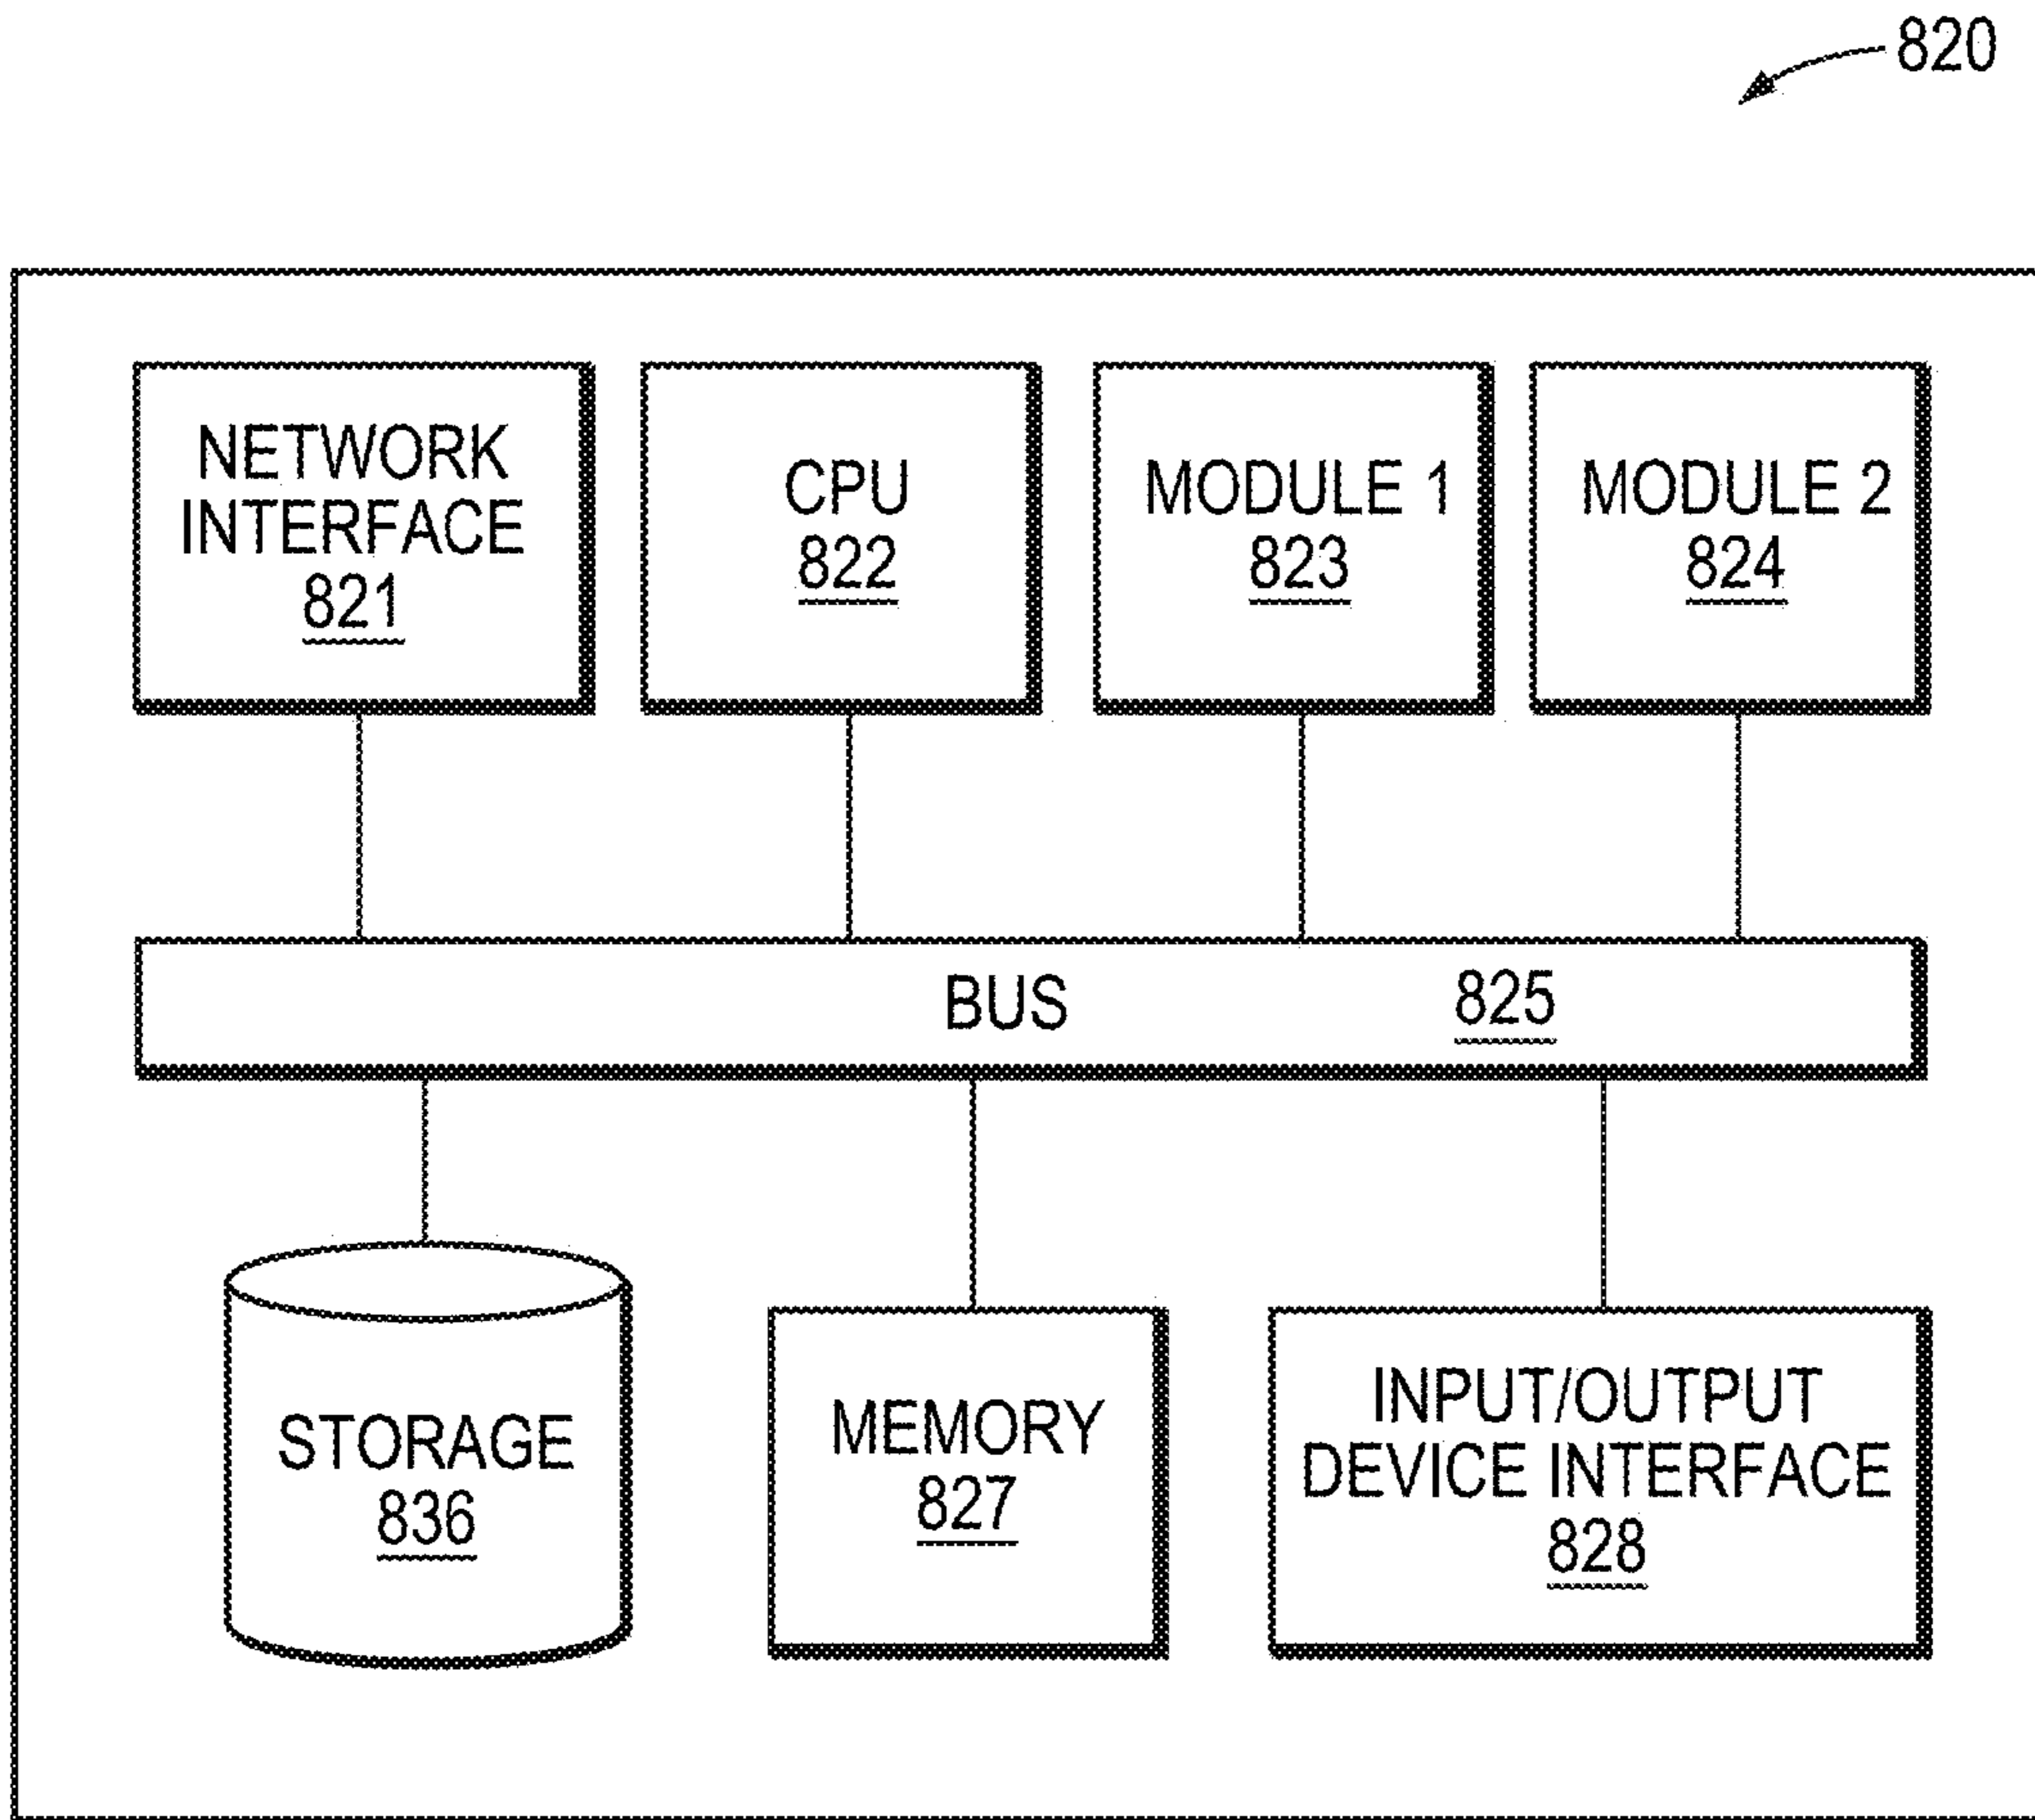 820
NETWORK
INTERFACE
821
CPU
822
MODULE 1
823
MODULE 2
824
BUS 825
STORAGE
836
MEMORY
827
INPUT/OUTPUT
DEVICE INTERFACE
828